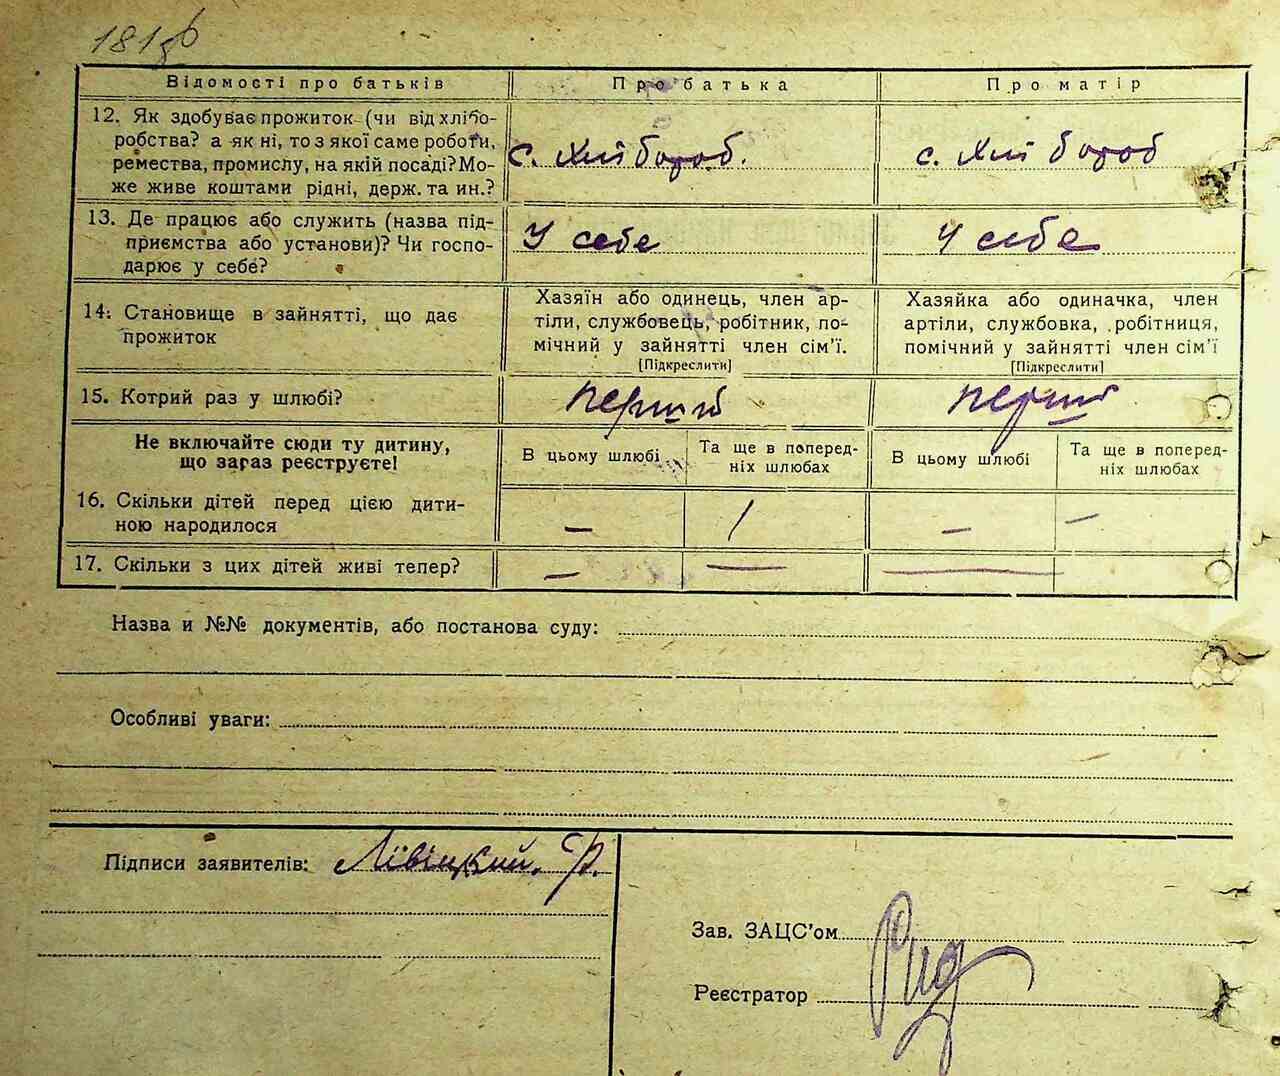 181
Відомості про батьків
Про батька
Про матір
12. Як здобуває прожиток (чи від хлібо-
робства? а як ні, то з якої саме роботи,
ремества, промислу, на якій посаді? Мо-
же живе коштами рідні, держ. та ин.?
с. Хліборób.
с. Хлібороб
13. Де працює або служить (назва під-
приємства або установи)? Чи госпо-
дарює у себе?
У себе
У себе
14. Становище в зайнятті, що дає
прожиток
Хазяїн або одинець, член ар-
тіли, службовець, робітник, по-
мічний у зайнятті член сім'ї.
[Підкреслити]
Хазяйка або одиначка, член
артіли, службовка, робітниця,
помічний у зайнятті член сім'ї
[Підкреслити]
15. Котрий раз у шлюбі?
перший
перший
Не включайте сюди ту дитину,
що зараз реєструєте!
В цьому шлюбі
Та ще в поперед-
ніх шлюбах
В цьому шлюбі
Та ще в поперед-
ніх шлюбах
16. Скільки дітей перед цією дити-
ною народилося
—
/
—
—
17. Скільки з цих дітей живі тепер?
—
—
—
Назва и №№ документів, або постанова суду:
Особливі уваги:
Підписи заявителів: Лівіцкий. Ф.
Зав. ЗАЦС'ом
Реєстратор